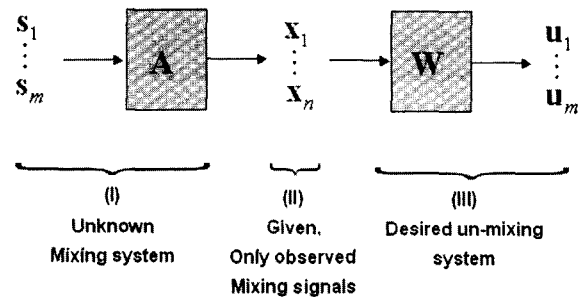 s1 ⋮ sm
A
x1 ⋮ xn
W
u1 ⋮ um
(I)
Unknown
Mixing system
(II)
Given,
Only observed
Mixing signals
(III)
Desired un-mixing
system